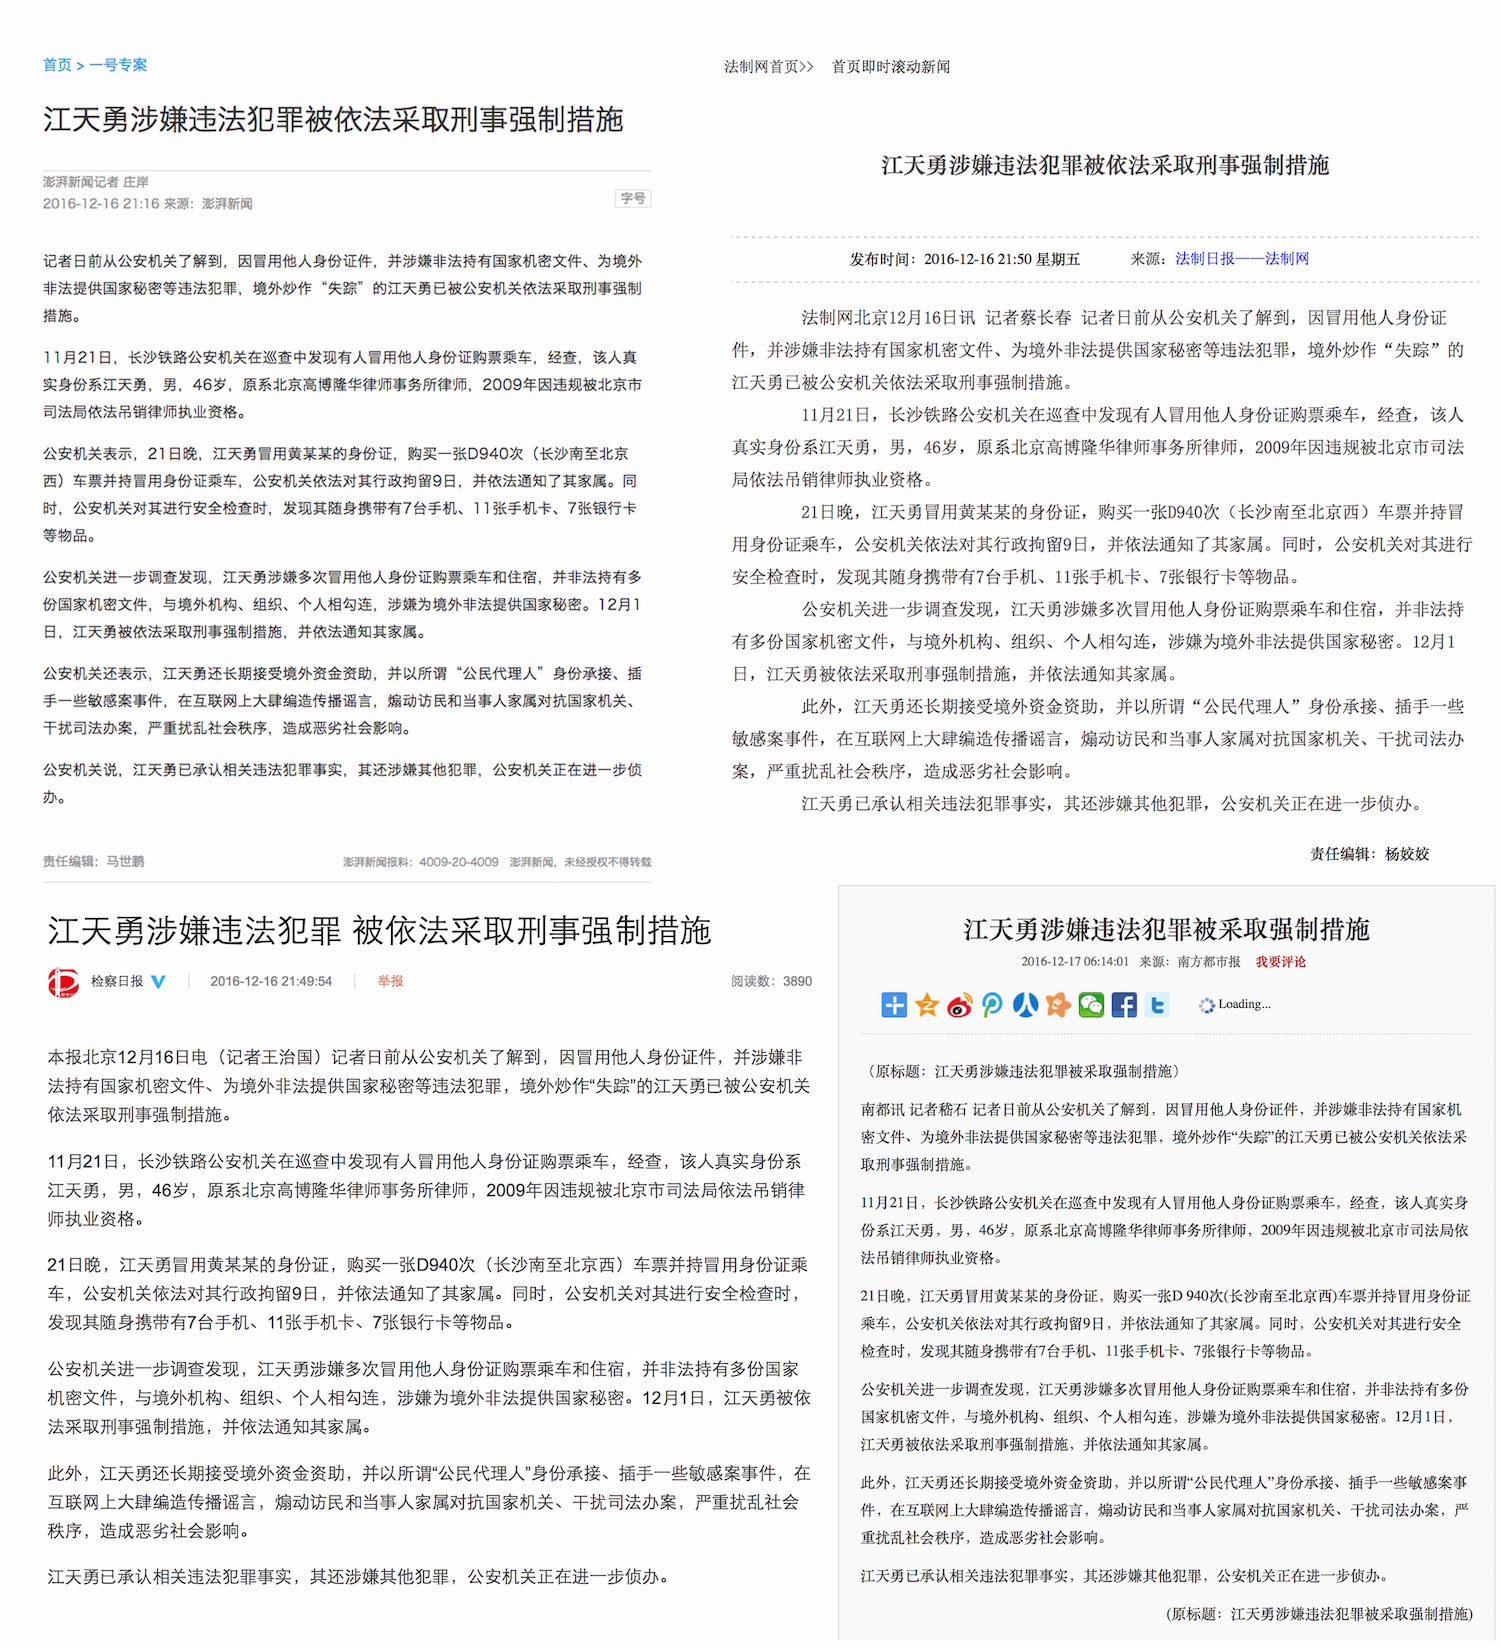 首页 > 一号专案
江天勇涉嫌违法犯罪被依法采取刑事强制措施
澎湃新闻记者 庄岸
2016-12-16 21:16 来源：澎湃新闻
字号
记者日前从公安机关了解到，因冒用他人身份证件，并涉嫌非法持有国家机密文件、为境外
非法提供国家秘密等违法犯罪，境外炒作“失踪”的江天勇已被公安机关依法采取刑事强制
措施。
11月21日，长沙铁路公安机关在巡查中发现有人冒用他人身份证购票乘车，经查，该人真
实身份系江天勇，男，46岁，原系北京高博隆华律师事务所律师，2009年因违规被北京市
司法局依法吊销律师执业资格。
公安机关表示，21日晚，江天勇冒用黄某某的身份证，购买一张D940次（长沙南至北京
西）车票并持冒用身份证乘车，公安机关依法对其行政拘留9日，并依法通知了其家属。同
时，公安机关对其进行安全检查时，发现其随身携带有7台手机、11张手机卡、7张银行卡
等物品。
公安机关进一步调查发现，江天勇涉嫌多次冒用他人身份证购票乘车和住宿，并非法持有多
份国家机密文件，与境外机构、组织、个人相勾连，涉嫌为境外非法提供国家秘密。12月1
日，江天勇被依法采取刑事强制措施，并依法通知其家属。
公安机关还表示，江天勇还长期接受境外资金资助，并以所谓“公民代理人”身份承接、插
手一些敏感案事件，在互联网上大肆编造传播谣言，煽动访民和当事人家属对抗国家机关、
干扰司法办案，严重扰乱社会秩序，造成恶劣社会影响。
公安机关说，江天勇已承认相关违法犯罪事实，其还涉嫌其他犯罪，公安机关正在进一步侦
办。
责任编辑：马世鹏
澎湃新闻报料：4009-20-4009 澎湃新闻，未经授权不得转载
法制网首页>> 首页即时滚动新闻
江天勇涉嫌违法犯罪被依法采取刑事强制措施
发布时间：2016-12-16 21:50 星期五 来源：法制日报——法制网
法制网北京12月16日讯 记者蔡长春 记者日前从公安机关了解到，因冒用他人身份证
件，并涉嫌非法持有国家机密文件、为境外非法提供国家秘密等违法犯罪，境外炒作“失踪”的
江天勇已被公安机关依法采取刑事强制措施。
11月21日，长沙铁路公安机关在巡查中发现有人冒用他人身份证购票乘车，经查，该人
真实身份系江天勇，男，46岁，原系北京高博隆华律师事务所律师，2009年因违规被北京市司法
局依法吊销律师执业资格。
21日晚，江天勇冒用黄某某的身份证，购买一张D940次（长沙南至北京西）车票并持冒
用身份证乘车，公安机关依法对其行政拘留9日，并依法通知了其家属。同时，公安机关对其进行
安全检查时，发现其随身携带有7台手机、11张手机卡、7张银行卡等物品。
公安机关进一步调查发现，江天勇涉嫌多次冒用他人身份证购票乘车和住宿，并非法持
有多份国家机密文件，与境外机构、组织、个人相勾连，涉嫌为境外非法提供国家秘密。12月1
日，江天勇被依法采取刑事强制措施，并依法通知其家属。
此外，江天勇还长期接受境外资金资助，并以所谓“公民代理人”身份承接、插手一些
敏感案事件，在互联网上大肆编造传播谣言，煽动访民和当事人家属对抗国家机关、干扰司法办
案，严重扰乱社会秩序，造成恶劣社会影响。
江天勇已承认相关违法犯罪事实，其还涉嫌其他犯罪，公安机关正在进一步侦办。
责任编辑：杨姣姣
江天勇涉嫌违法犯罪 被依法采取刑事强制措施
检察日报 2016-12-16 21:49:54 举报 阅读数：3890
本报北京12月16日电（记者王治国）记者日前从公安机关了解到，因冒用他人身份证件，并涉嫌非
法持有国家机密文件、为境外非法提供国家秘密等违法犯罪，境外炒作“失踪”的江天勇已被公安机关
依法采取刑事强制措施。
11月21日，长沙铁路公安机关在巡查中发现有人冒用他人身份证购票乘车，经查，该人真实身份系
江天勇，男，46岁，原系北京高博隆华律师事务所律师，2009年因违规被北京市司法局依法吊销律
师执业资格。
21日晚，江天勇冒用黄某某的身份证，购买一张D940次（长沙南至北京西）车票并持冒用身份证乘
车，公安机关依法对其行政拘留9日，并依法通知了其家属。同时，公安机关对其进行安全检查时，
发现其随身携带有7台手机、11张手机卡、7张银行卡等物品。
公安机关进一步调查发现，江天勇涉嫌多次冒用他人身份证购票乘车和住宿，并非法持有多份国家
机密文件，与境外机构、组织、个人相勾连，涉嫌为境外非法提供国家秘密。12月1日，江天勇被依
法采取刑事强制措施，并依法通知其家属。
此外，江天勇还长期接受境外资金资助，并以所谓“公民代理人”身份承接、插手一些敏感案事件，在
互联网上大肆编造传播谣言，煽动访民和当事人家属对抗国家机关、干扰司法办案，严重扰乱社会
秩序，造成恶劣社会影响。
江天勇已承认相关违法犯罪事实，其还涉嫌其他犯罪，公安机关正在进一步侦办。
江天勇涉嫌违法犯罪被采取强制措施
2016-12-17 06:14:01 来源：南方都市报 我要评论
Loading...
（原标题：江天勇涉嫌违法犯罪被采取强制措施）
南都讯 记者嵇石 记者日前从公安机关了解到，因冒用他人身份证件，并涉嫌非法持有国家机
密文件、为境外非法提供国家秘密等违法犯罪，境外炒作“失踪”的江天勇已被公安机关依法采
取刑事强制措施。
11月21日，长沙铁路公安机关在巡查中发现有人冒用他人身份证购票乘车，经查，该人真实身
份系江天勇，男，46岁，原系北京高博隆华律师事务所律师，2009年因违规被北京市司法局依
法吊销律师执业资格。
21日晚，江天勇冒用黄某某的身份证，购买一张D 940次(长沙南至北京西)车票并持冒用身份证
乘车，公安机关依法对其行政拘留9日，并依法通知了其家属。同时，公安机关对其进行安全
检查时，发现其随身携带有7台手机、11张手机卡、7张银行卡等物品。
公安机关进一步调查发现，江天勇涉嫌多次冒用他人身份证购票乘车和住宿，并非法持有多份
国家机密文件，与境外机构、组织、个人相勾连，涉嫌为境外非法提供国家秘密。12月1日，
江天勇被依法采取刑事强制措施，并依法通知其家属。
此外，江天勇还长期接受境外资金资助，并以所谓“公民代理人”身份承接、插手一些敏感案事
件，在互联网上大肆编造传播谣言，煽动访民和当事人家属对抗国家机关、干扰司法办案，严
重扰乱社会秩序，造成恶劣社会影响。
江天勇已承认相关违法犯罪事实，其还涉嫌其他犯罪，公安机关正在进一步侦办。
(原标题：江天勇涉嫌违法犯罪被采取强制措施)